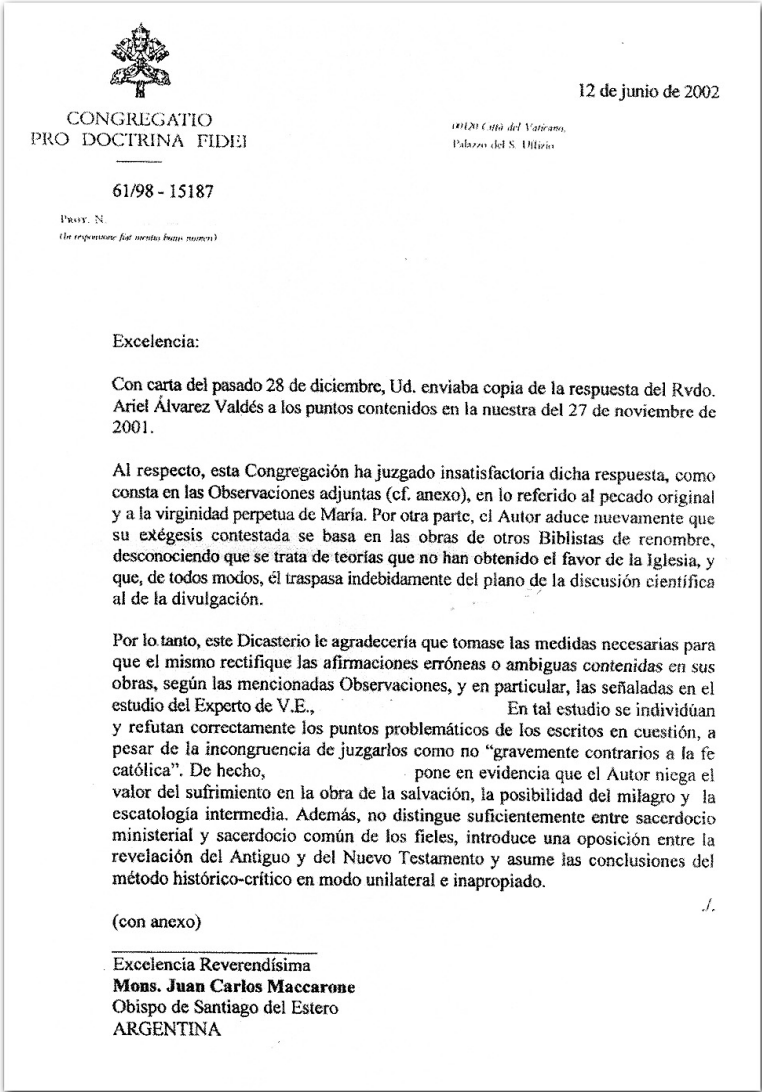 12 de junio de 2002
CONGREGATIO
PRO DOCTRINA FIDEI
00120 Città del Vaticano,
Palazzo del S. Uffizio
61/98 - 15187
PROT. N.
(In responsione fiat mentio huius numeri)
Excelencia:
Con carta del pasado 28 de diciembre, Ud. enviaba copia de la respuesta del Rvdo.
Ariel Álvarez Valdés a los puntos contenidos en la nuestra del 27 de noviembre de
2001.
Al respecto, esta Congregación ha juzgado insatisfactoria dicha respuesta, como
consta en las Observaciones adjuntas (cf. anexo), en lo referido al pecado original
y a la virginidad perpetua de María. Por otra parte, el Autor aduce nuevamente que
su exégesis contestada se basa en las obras de otros Biblistas de renombre,
desconociendo que se trata de teorías que no han obtenido el favor de la Iglesia, y
que, de todos modos, él traspasa indebidamente del plano de la discusión científica
al de la divulgación.
Por lo tanto, este Dicasterio le agradecería que tomase las medidas necesarias para
que el mismo rectifique las afirmaciones erróneas o ambiguas contenidas en sus
obras, según las mencionadas Observaciones, y en particular, las señaladas en el
estudio del Experto de V.E., En tal estudio se individúan
y refutan correctamente los puntos problemáticos de los escritos en cuestión, a
pesar de la incongruencia de juzgarlos como no “gravemente contrarios a la fe
católica”. De hecho, pone en evidencia que el Autor niega el
valor del sufrimiento en la obra de la salvación, la posibilidad del milagro y la
escatología intermedia. Además, no distingue suficientemente entre sacerdocio
ministerial y sacerdocio común de los fieles, introduce una oposición entre la
revelación del Antiguo y del Nuevo Testamento y asume las conclusiones del
método histórico-crítico en modo unilateral e inapropiado.
./.
(con anexo)
Excelencia Reverendísima
Mons. Juan Carlos Maccarone
Obispo de Santiago del Estero
ARGENTINA